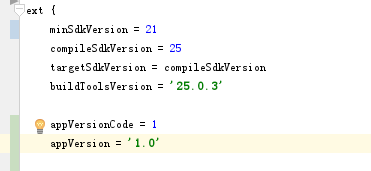 ext {
minSdkVersion = 21
compileSdkVersion = 25
targetSdkVersion = compileSdkVersion
buildToolsVersion = '25.0.3'
appVersionCode = 1
appVersion = '1.0'